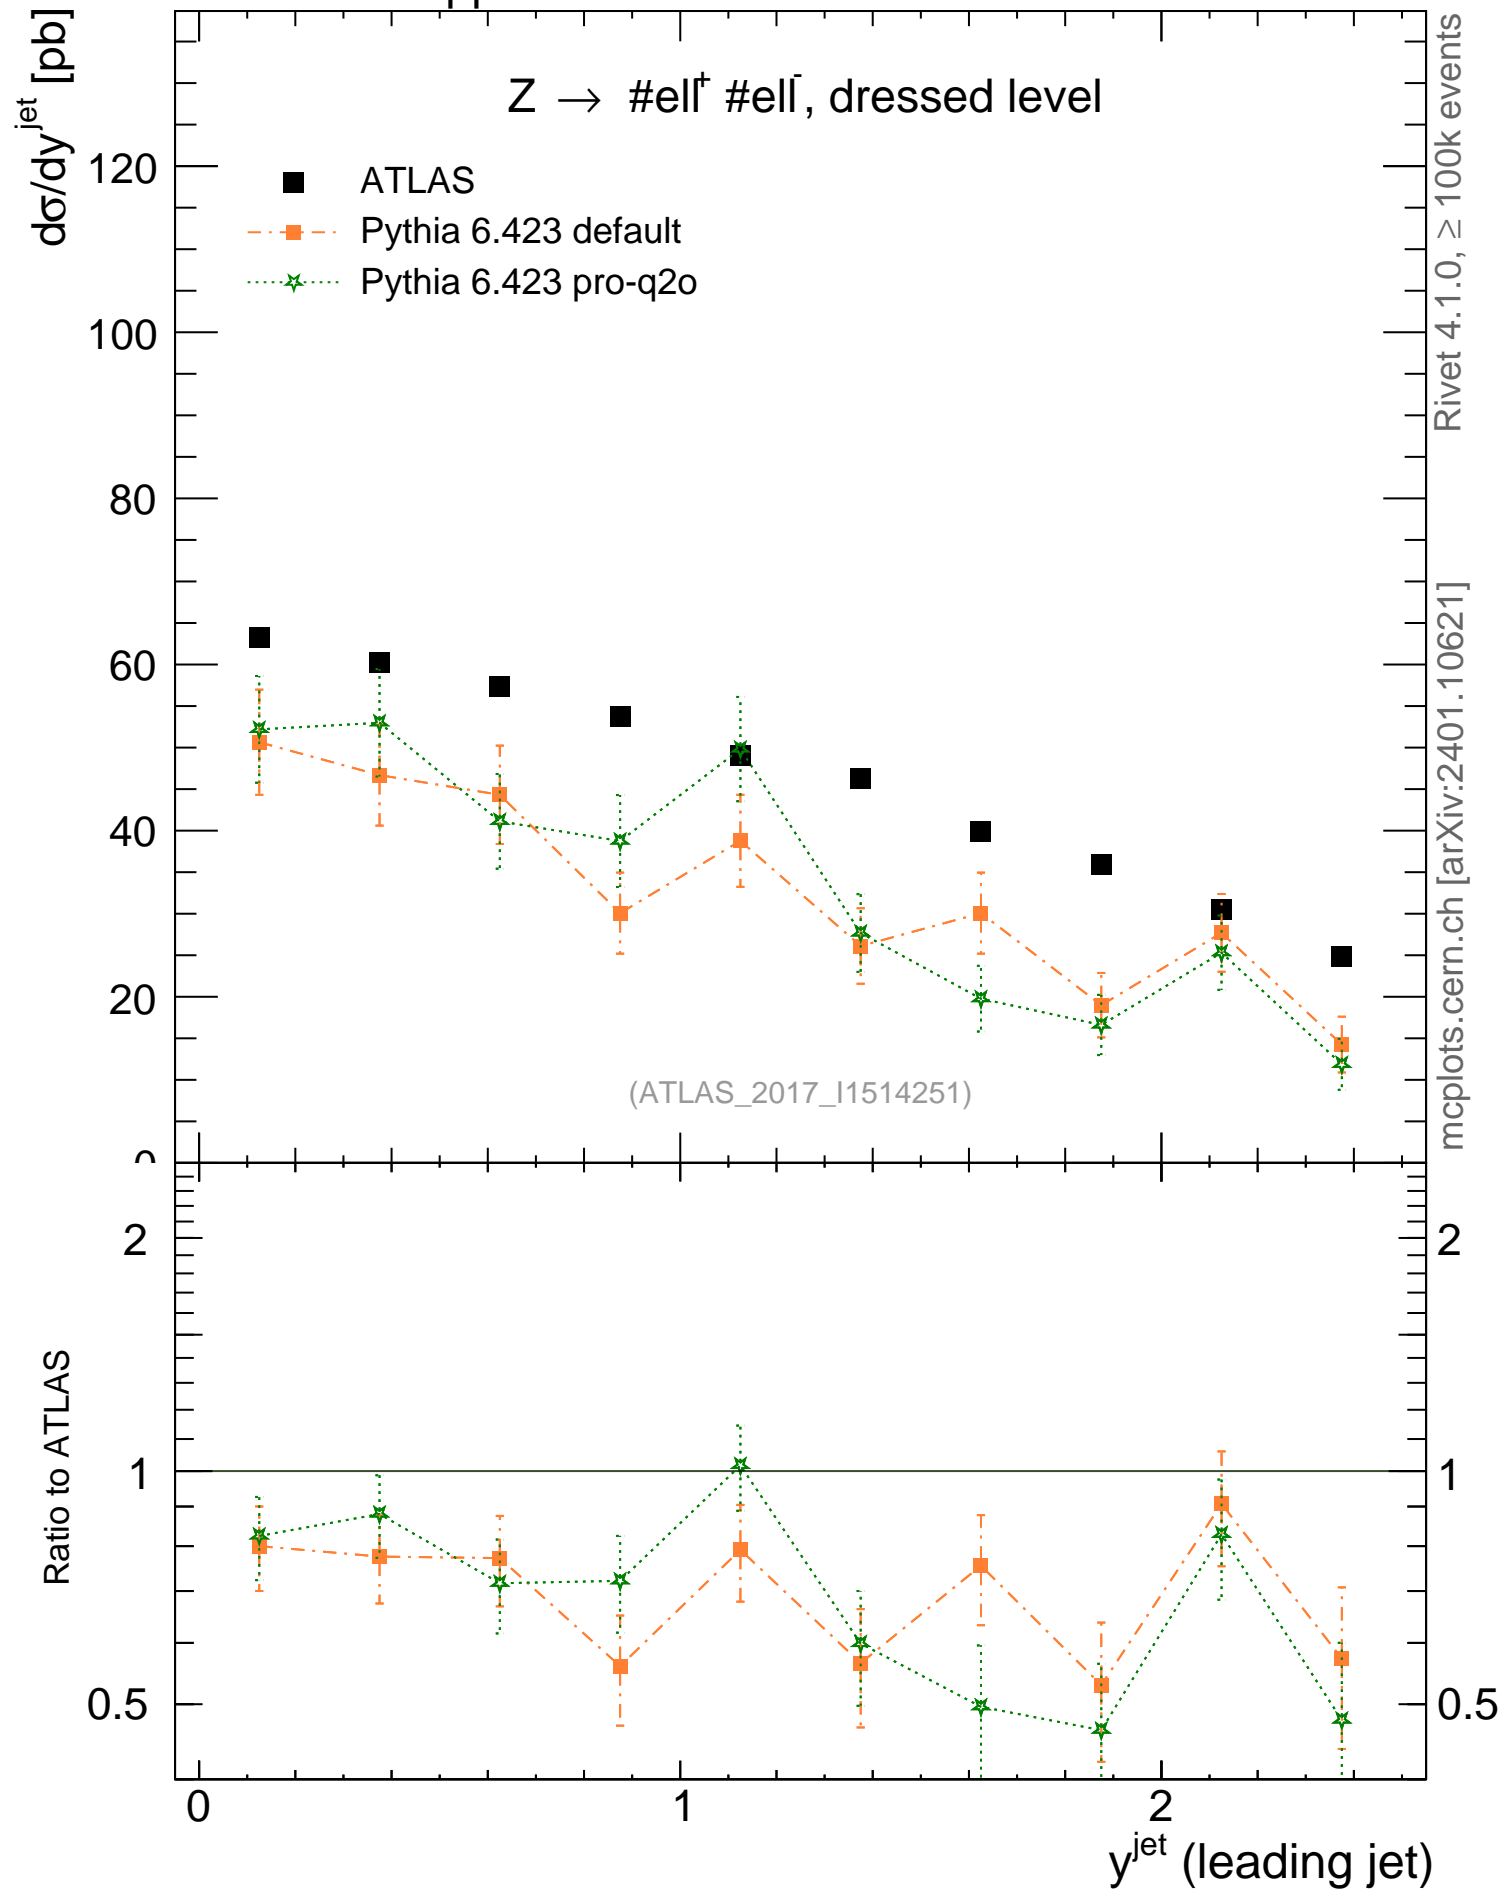 dσ/dy^jet [pb]
Z → #ell⁺ #ell⁻, dressed level
ATLAS
Pythia 6.423 default
Pythia 6.423 pro-q2o
120
100
80
60
40
20
0
(ATLAS_2017_I1514251)
Rivet 4.1.0, ≥ 100k events
mcplots.cern.ch [arXiv:2401.10621]
Ratio to ATLAS
2
1
0.5
2
1
0.5
0
1
2
y^jet (leading jet)